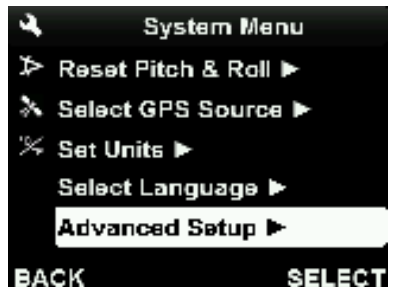 System Menu
Reset Pitch & Roll ▶
Select GPS Source ▶
Set Units ▶
Select Language ▶
Advanced Setup ▶
BACK SELECT